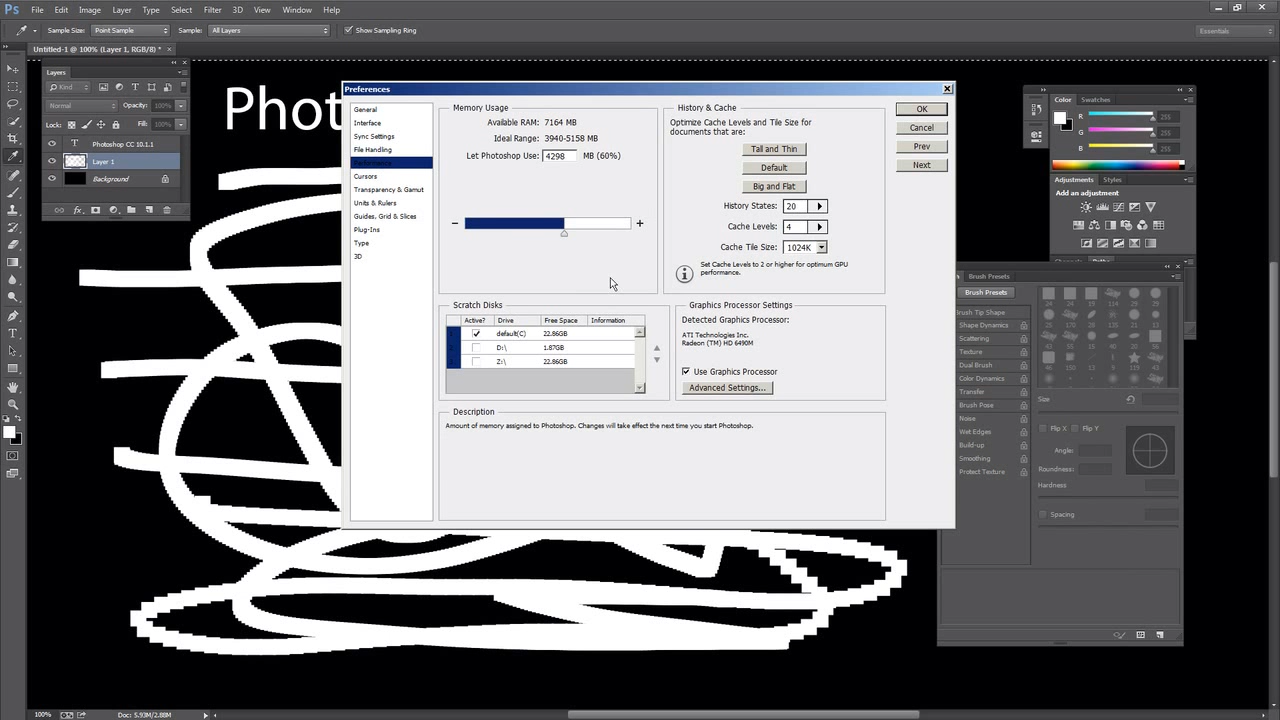 Ps File Edit Image Layer Type Select Filter 3D View Window Help
Sample Size: Point Sample Sample: All Layers Show Sampling Ring Essentials
Untitled-1 @ 100% (Layer 1, RGB/8) * ×
Layers
Kind
Normal Opacity: 100%
Lock: Fill: 100%
T Photoshop CC 10.1.1
Layer 1
Background
Phot
Preferences
General
Interface
Sync Settings
File Handling
Performance
Cursors
Transparency & Gamut
Units & Rulers
Guides, Grid & Slices
Plug-Ins
Type
3D
Memory Usage
Available RAM: 7164 MB
Ideal Range: 3940-5158 MB
Let Photoshop Use: 4298 MB (60%)
− +
History & Cache
Optimize Cache Levels and Tile Size for
documents that are:
Tall and Thin
Default
Big and Flat
History States: 20
Cache Levels: 4
Cache Tile Size: 1024K
Set Cache Levels to 2 or higher for optimum GPU
performance.
OK
Cancel
Prev
Next
Scratch Disks
Active? Drive Free Space Information
default(C) 22.86GB
D:\ 1.87GB
Z:\ 22.86GB
Graphics Processor Settings
Detected Graphics Processor:
ATI Technologies Inc.
Radeon (TM) HD 6490M
Use Graphics Processor
Advanced Settings...
Description
Amount of memory assigned to Photoshop. Changes will take effect the next time you start Photoshop.
Color Swatches
R 255
G 255
B 255
Adjustments Styles
Add an adjustment
Brush Presets
Brush Presets
Brush Tip Shape
Shape Dynamics
Scattering
Texture
Dual Brush
Color Dynamics
Transfer
Brush Pose
Noise
Wet Edges
Build-up
Smoothing
Protect Texture
Size
Flip X Flip Y
Angle:
Roundness:
Hardness
Spacing
100% Doc: 5.93M/2.88M